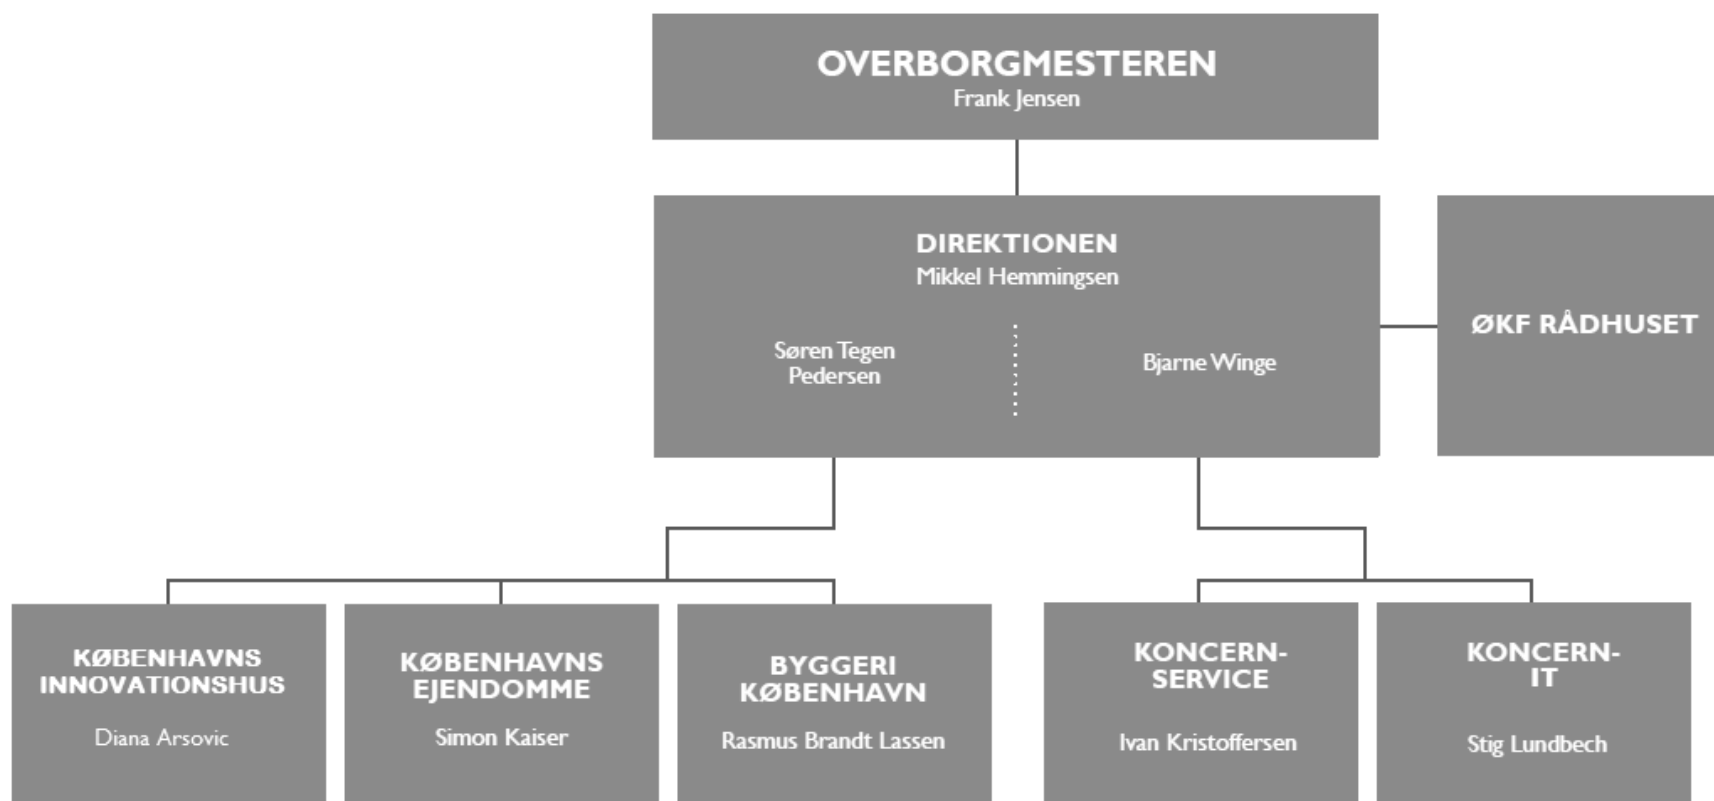 OVERBORGMESTEREN
Frank Jensen
DIREKTIONEN
Mikkel Hemmingsen
Søren Tegen
Pedersen
Bjarne Winge
ØKF RÅDHUSET
KØBENHAVNS
INNOVATIONSHUS
Diana Arsovic
KØBENHAVNS
EJENDOMME
Simon Kaiser
BYGGERI
KØBENHAVN
Rasmus Brandt Lassen
KONCERN-
SERVICE
Ivan Kristoffersen
KONCERN-
IT
Stig Lundbech